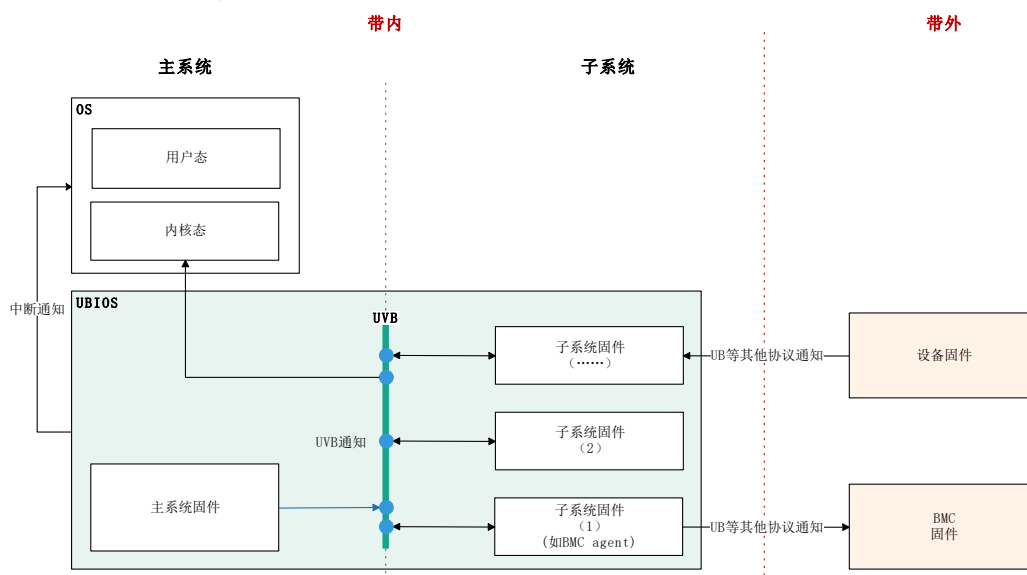 带内
带外
主系统
子系统
OS
用户态
内核态
中断通知
UBIOS
UVB
子系统固件
(……)
UB等其他协议通知
设备固件
UVB通知
子系统固件
(2)
主系统固件
子系统固件
(1)
(如BMC agent)
UB等其他协议通知
BMC
固件